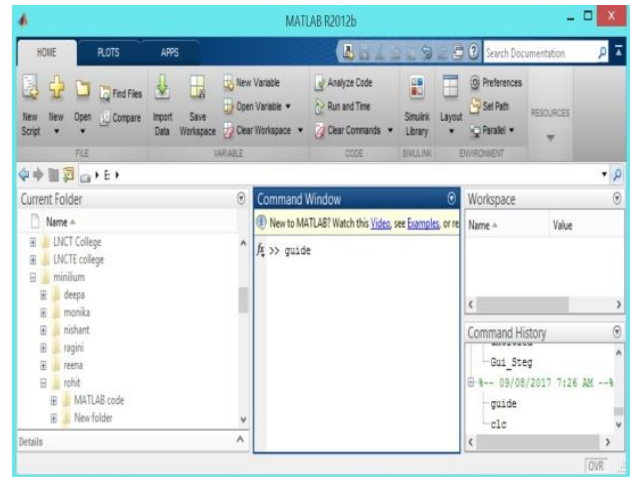 MATLAB R2012b
HOME PLOTS APPS
Search Documentation
New Script
New
Open
Find Files
Compare
Import Data
Save Workspace
New Variable
Open Variable
Clear Workspace
Analyze Code
Run and Time
Clear Commands
Simulink Library
Layout
Preferences
Set Path
Parallel
RESOURCES
FILE VARIABLE CODE SIMULINK ENVIRONMENT
E:
Current Folder
Name
LNCT College
LNCTE college
minilium
deepa
monika
nishant
ragini
reena
rohit
MATLAB code
New folder
Details
Command Window
New to MATLAB? Watch this Video, see Examples, or re
fx >> guide
Workspace
Name Value
Command History
Gui_Steg
%-- 09/08/2017 7:26 AM --%
guide
clc
OVR